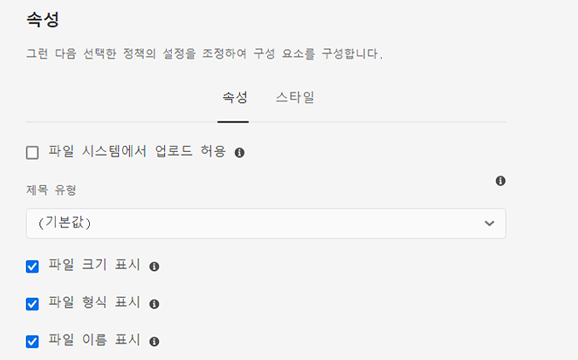 속성
그런 다음 선택한 정책의 설정을 조정하여 구성 요소를 구성합니다.
속성 스타일
파일 시스템에서 업로드 허용
제목 유형
(기본값)
파일 크기 표시
파일 형식 표시
파일 이름 표시